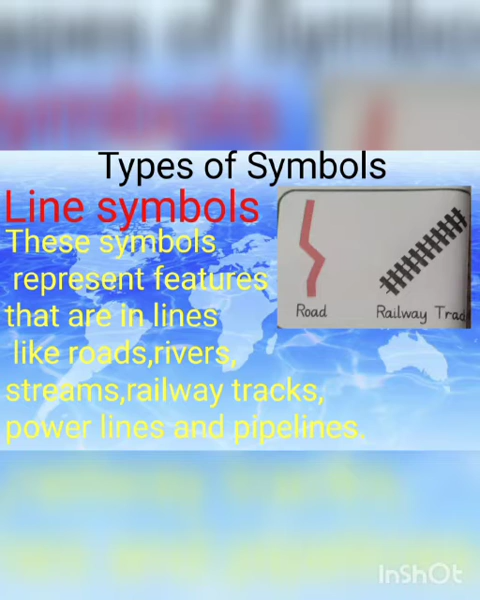 Types of Symbols
Line symbols
These symbols
represent features
that are in lines
like roads,rivers,
streams,railway tracks,
power lines and pipelines.
Road
Railway Trac
InShOt